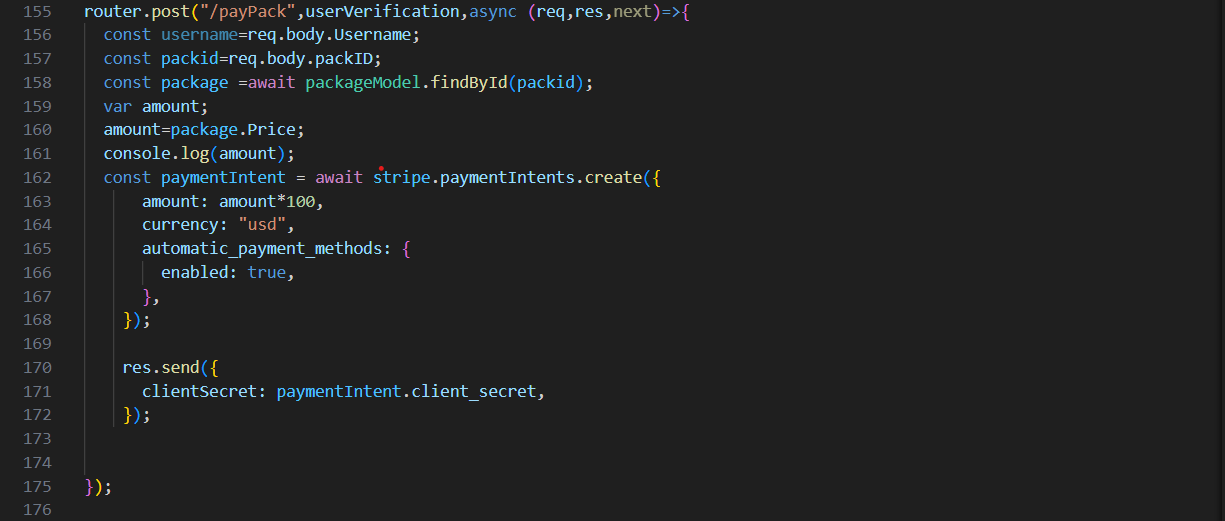 155 router.post("/payPack",userVerification,async (req,res,next)=>{
156 const username=req.body.Username;
157 const packid=req.body.packID;
158 const package =await packageModel.findById(packid);
159 var amount;
160 amount=package.Price;
161 console.log(amount);
162 const paymentIntent = await stripe.paymentIntents.create({
163 amount: amount*100,
164 currency: "usd",
165 automatic_payment_methods: {
166 enabled: true,
167 },
168 });
169
170 res.send({
171 clientSecret: paymentIntent.client_secret,
172 });
173
174
175 });
176